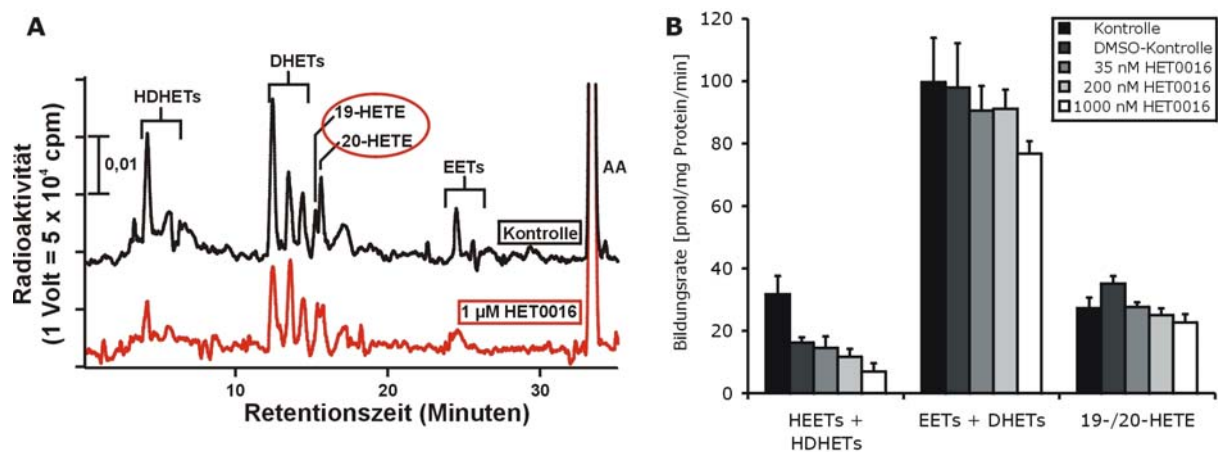 A
HDHETs
DHETs
19-HETE
20-HETE
EETs
AA
0,01
Kontrolle
1 µM HET0016
Radioaktivität
(1 Volt = 5 x 10⁴ cpm)
10
20
30
Retentionszeit (Minuten)
B
Kontrolle
DMSO-Kontrolle
35 nM HET0016
200 nM HET0016
1000 nM HET0016
Bildungsrate [pmol/mg Protein/min]
120
100
80
60
40
20
0
HEETs +
HDHETs
EETs + DHETs
19-/20-HETE